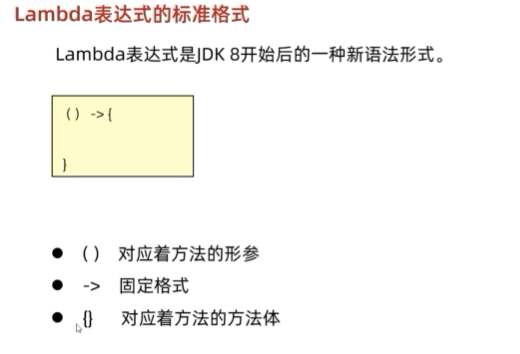 Lambda表达式的标准格式
Lambda表达式是JDK 8开始后的一种新语法形式。
() ->{
}
● () 对应着方法的形参
● -> 固定格式
● {} 对应着方法的方法体